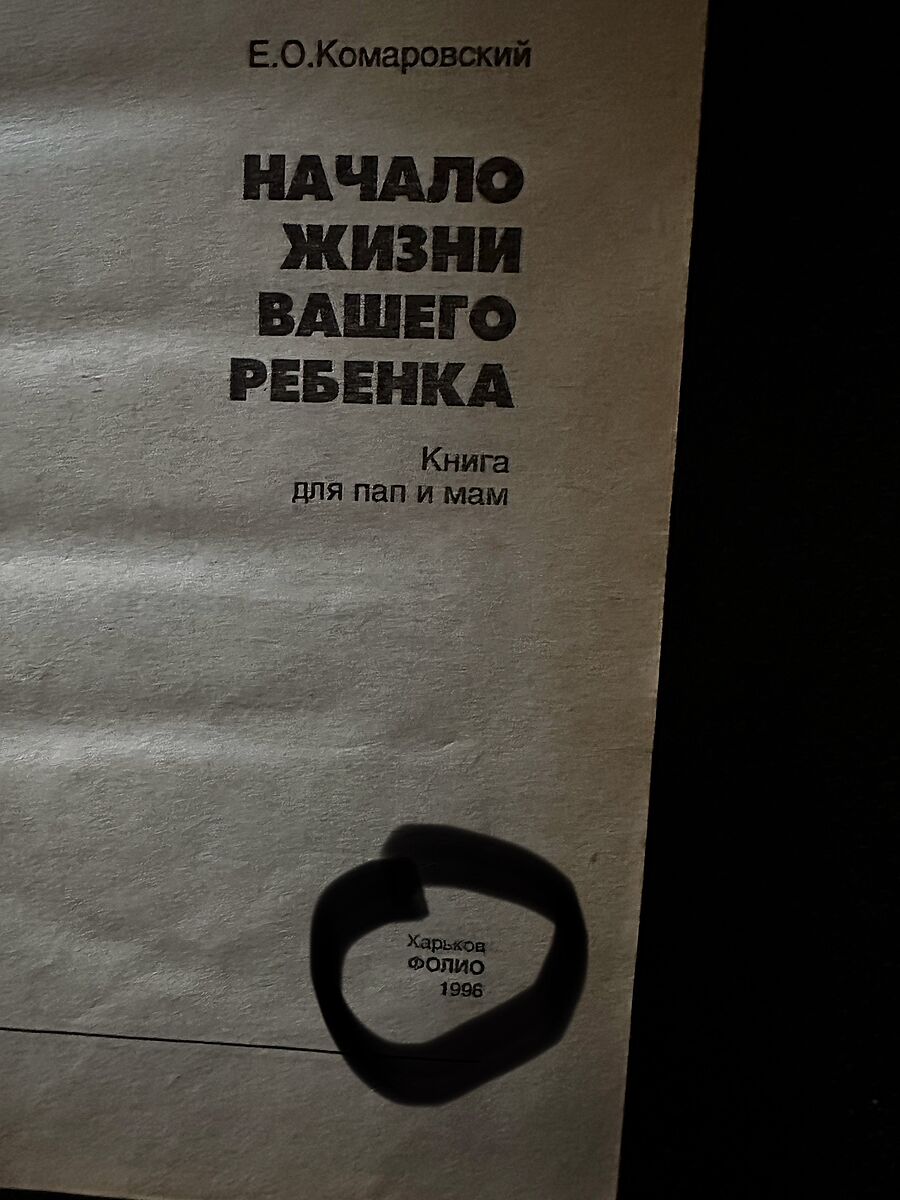 Е.О.Комаровский
НАЧАЛО
ЖИЗНИ
ВАШЕГО
РЕБЕНКА
Книга
для пап и мам
Харьков
ФОЛИО
1996